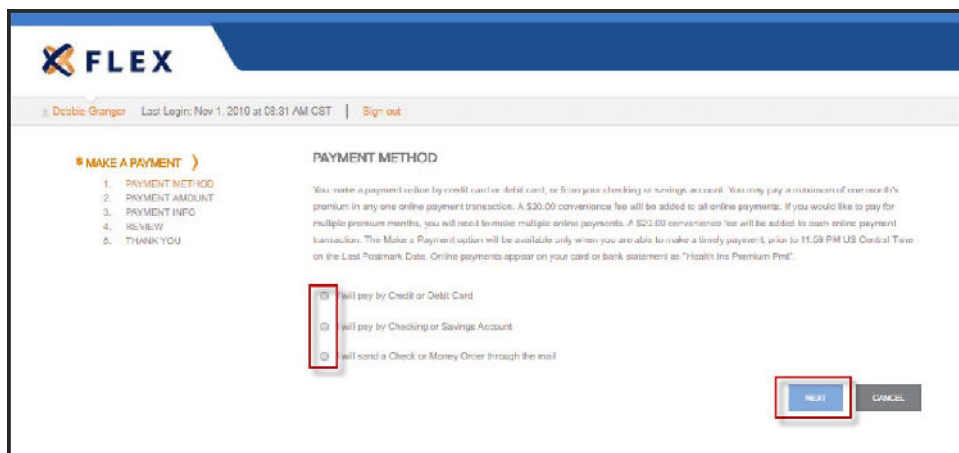 FLEX
Debbie Granger Last Login: Nov 1, 2010 at 08:31 AM CST | Sign out
MAKE A PAYMENT
1. PAYMENT METHOD
2. PAYMENT AMOUNT
3. PAYMENT INFO
4. REVIEW
5. THANK YOU
PAYMENT METHOD
You make a payment online by credit card or debit card, or from your checking or savings account. You may pay a maximum of one month's
premium in any one online payment transaction. A $20.00 convenience fee will be added to all online payments. If you would like to pay for
multiple premium months, you will need to make multiple online payments. A $20.00 convenience fee will be added to each online payment
transaction. The Make a Payment option will be available only when you are able to make a timely payment, prior to 11:59 PM US Central Time
on the Last Postmark Date. Online payments appear on your card or bank statement as "Health Ins Premium Pmt".
I will pay by Credit or Debit Card
I will pay by Checking or Savings Account
I will send a Check or Money Order through the mail
NEXT CANCEL